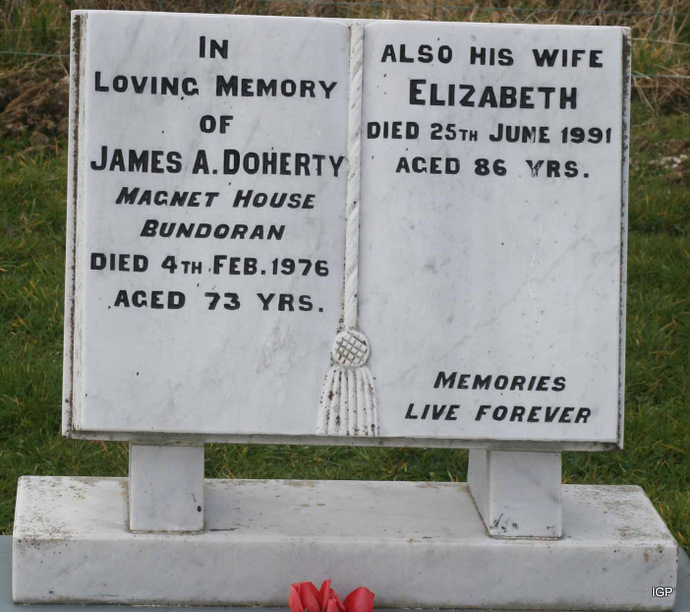 IN
LOVING MEMORY
OF
JAMES A. DOHERTY
MAGNET HOUSE
BUNDORAN
DIED 4TH FEB. 1976
AGED 73 YRS.
ALSO HIS WIFE
ELIZABETH
DIED 25TH JUNE 1991
AGED 86 YRS.
MEMORIES
LIVE FOREVER
IGP